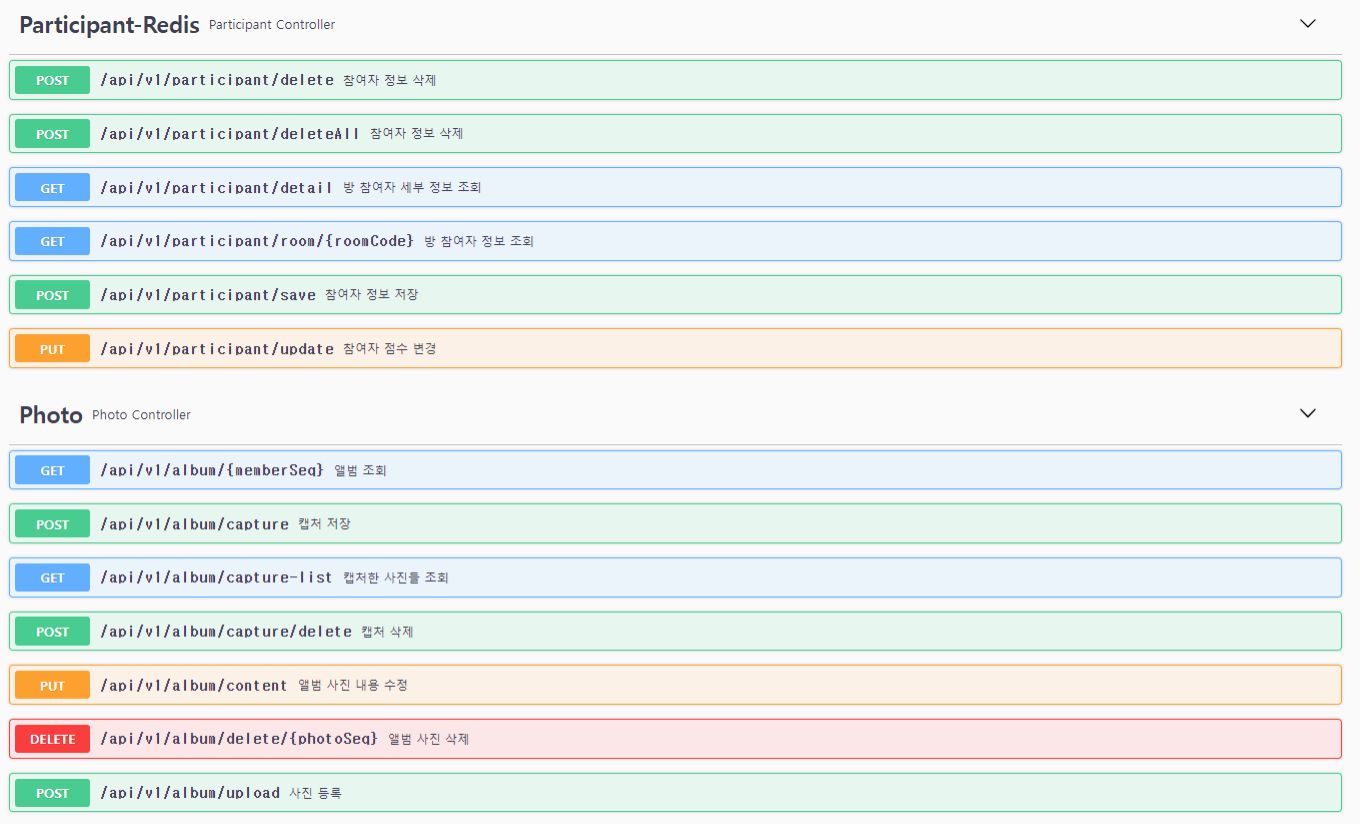 Participant-Redis Participant Controller
POST /api/v1/participant/delete 참여자 정보 삭제
POST /api/v1/participant/deleteAll 참여자 정보 삭제
GET /api/v1/participant/detail 방 참여자 세부 정보 조회
GET /api/v1/participant/room/{roomCode} 방 참여자 정보 조회
POST /api/v1/participant/save 참여자 정보 저장
PUT /api/v1/participant/update 참여자 점수 변경
Photo Photo Controller
GET /api/v1/album/{memberSeq} 앨범 조회
POST /api/v1/album/capture 캡처 저장
GET /api/v1/album/capture-list 캡처한 사진들 조회
POST /api/v1/album/capture/delete 캡처 삭제
PUT /api/v1/album/content 앨범 사진 내용 수정
DELETE /api/v1/album/delete/{photoSeq} 앨범 사진 삭제
POST /api/v1/album/upload 사진 등록